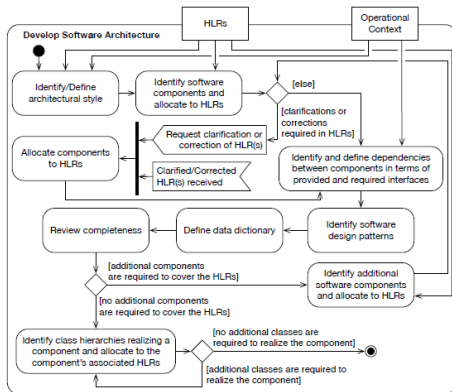 HLRs
Operational
Context
Develop Software Architecture
Identify/Define
architectural style
Identify software
components and
allocate to HLRs
[else]
[clarifications or
corrections
required in HLRs]
Request clarification or
correction of HLR(s)
Allocate components
to HLRs
Clarified/Corrected
HLR(s) received
Identify and define dependencies
between components in terms of
provided and required interfaces
Review completeness
Define data dictionary
Identify software
design patterns
[additional components
are required to cover the HLRs]
Identify additional
software components
and allocate to HLRs
[no additional components
are required to cover the HLRs]
Identify class hierarchies realizing a
component and allocate to the
component's associated HLRs
[no additional classes are
required to realize the component]
[additional classes are required to
realize the component]